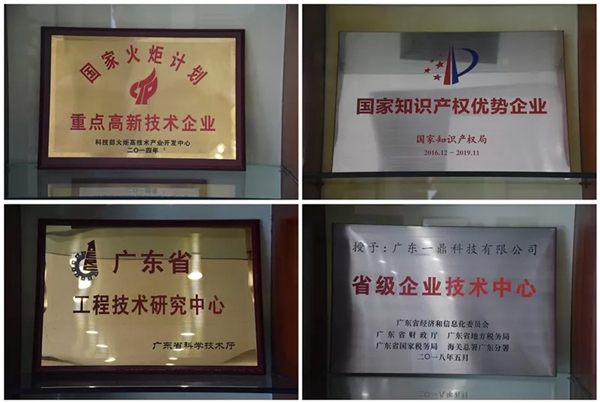 国家火炬计划
重点高新技术企业
科技部火炬高技术产业开发中心
二〇一四年
国家知识产权优势企业
国家知识产权局
2016.12-2019.11
广东省
工程技术研究中心
广东省科学技术厅
授予:广东一鼎科技有限公司
省级企业技术中心
广东省经济和信息化委员会
广东省财政厅 广东省地方税务局
广东省国家税务局 海关总署广东分署
二〇一八年五月